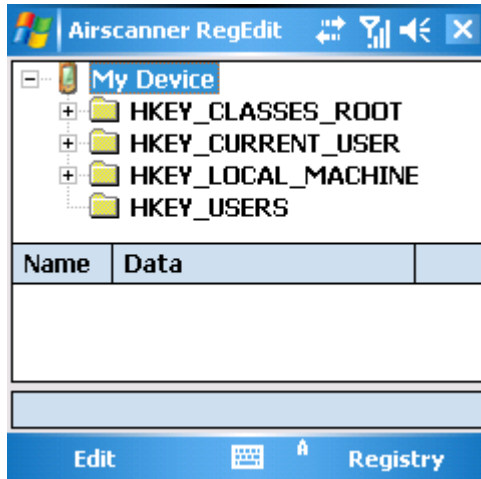 Airscanner RegEdit
My Device
HKEY_CLASSES_ROOT
HKEY_CURRENT_USER
HKEY_LOCAL_MACHINE
HKEY_USERS
Name Data
Edit A Registry